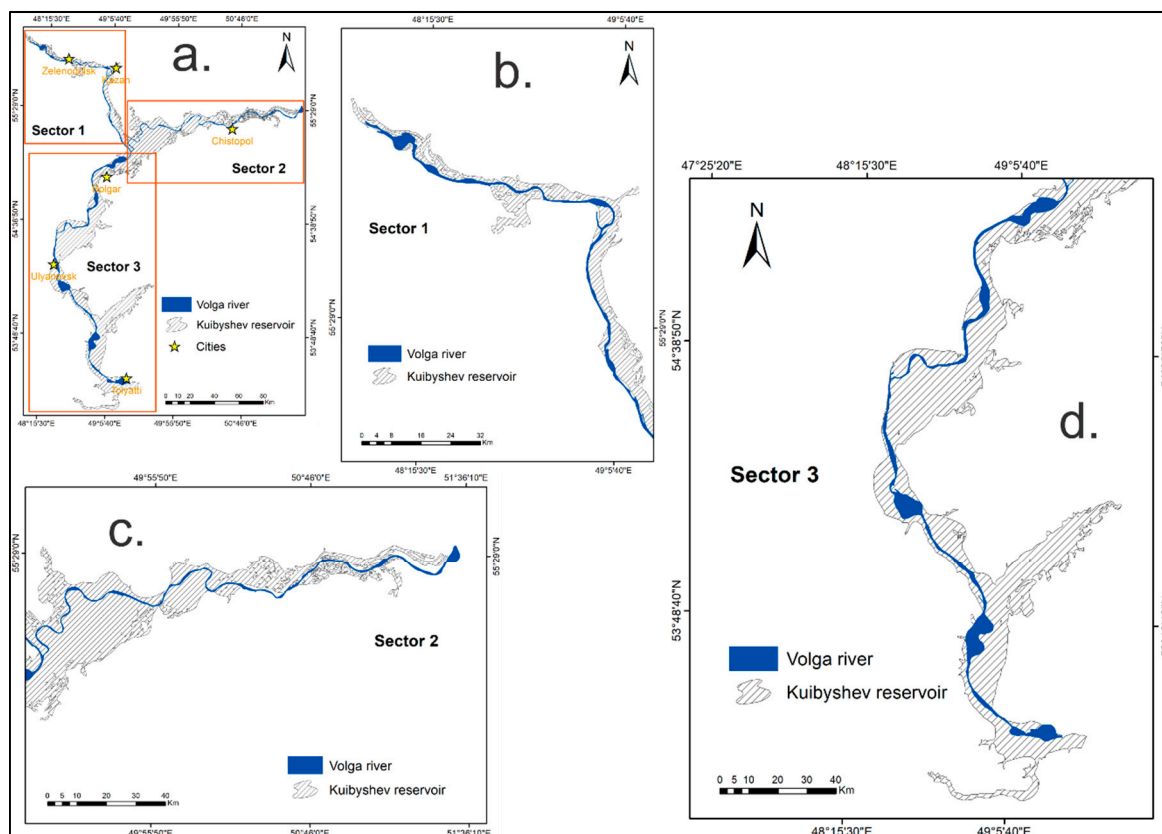 48°15'30"E 49°5'40"E 49°55'50"E 50°46'0"E
N
a.
Zelenodolsk
Kazan
55°29'0"N
55°29'0"N
Sector 1
Chistopol
Sector 2
Bolgar
54°38'50"N
54°38'50"N
Sector 3
Ulyanovsk
Volga river
Kuibyshev reservoir
Cities
53°48'40"N
53°48'40"N
Tolyatti
0 10 20 40 60 80
Km
48°15'30"E 49°5'40"E 49°55'50"E 50°46'0"E
48°15'30"E 49°5'40"E
N
b.
Sector 1
55°29'0"N
55°29'0"N
Volga river
Kuibyshev reservoir
0 4 8 16 24 32
Km
48°15'30"E 49°5'40"E
49°55'50"E 50°46'0"E 51°36'10"E
c.
N
55°29'0"N
55°29'0"N
Sector 2
Volga river
Kuibyshev reservoir
0 5 10 20 30 40
Km
49°55'50"E 50°46'0"E 51°36'10"E
47°25'20"E 48°15'30"E 49°5'40"E
N
54°38'50"N
d.
Sector 3
53°48'40"N
Volga river
Kuibyshev reservoir
0 5 10 20 30 40
Km
48°15'30"E 49°5'40"E